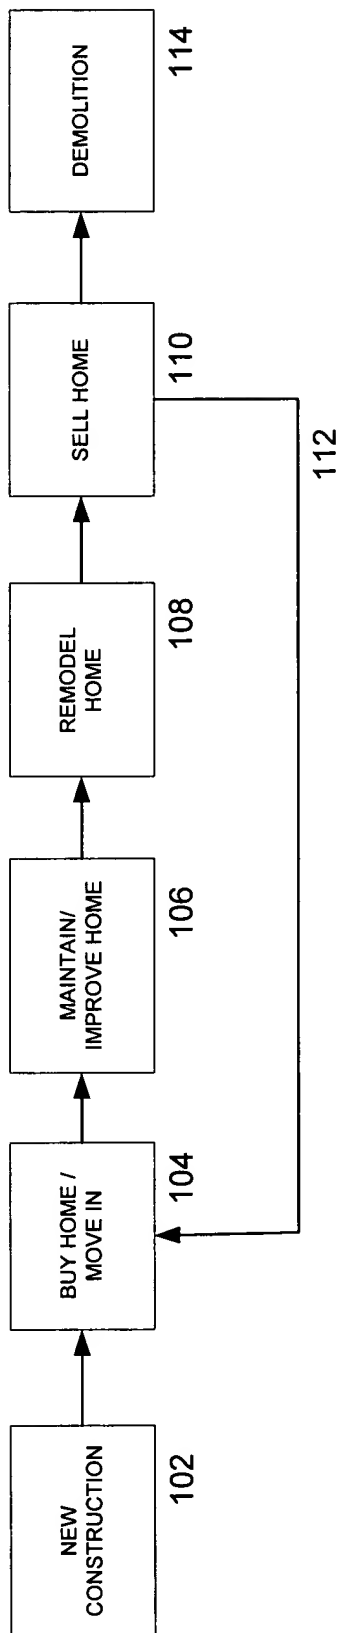 NEW
CONSTRUCTION
102
BUY HOME /
MOVE IN
104
MAINTAIN/
IMPROVE HOME
106
REMODEL
HOME
108
SELL HOME
110
112
DEMOLITION
114